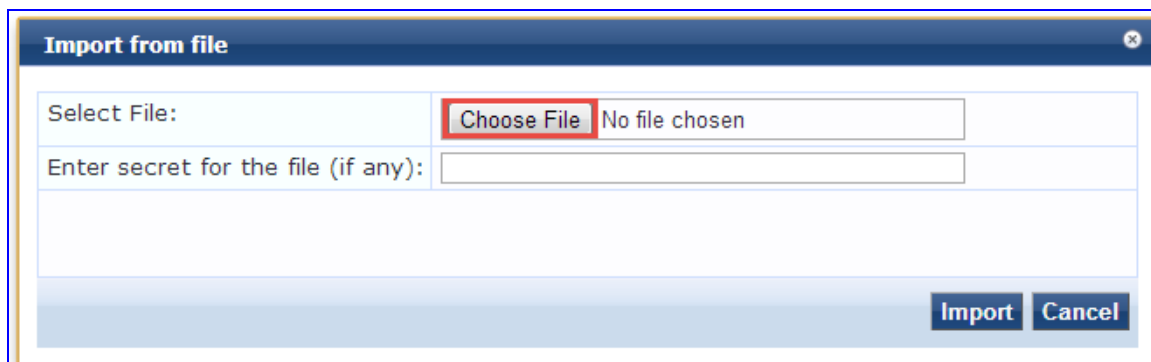 Import from file
Select File: Choose File No file chosen
Enter secret for the file (if any):
Import Cancel